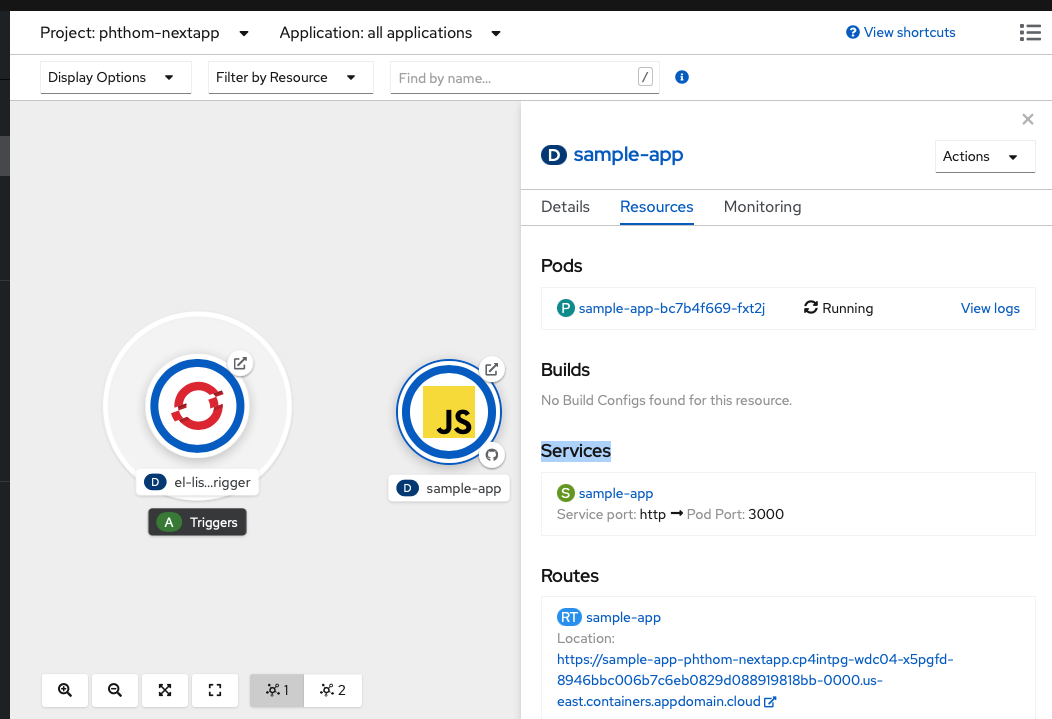 Project: phthom-nextapp
Application: all applications
View shortcuts
Display Options
Filter by Resource
Find by name...
/
D sample-app
Actions
Details
Resources
Monitoring
Pods
P sample-app-bc7b4f669-fxt2j
Running
View logs
Builds
No Build Configs found for this resource.
Services
S sample-app
Service port: http ➞ Pod Port: 3000
Routes
RT sample-app
Location:
https://sample-app-phthom-nextapp.cp4intpg-wdc04-x5pgfd-
8946bbc006b7c6eb0829d088919818bb-0000.us-
east.containers.appdomain.cloud
JS
D el-lis...rigger
D sample-app
A Triggers
1
2